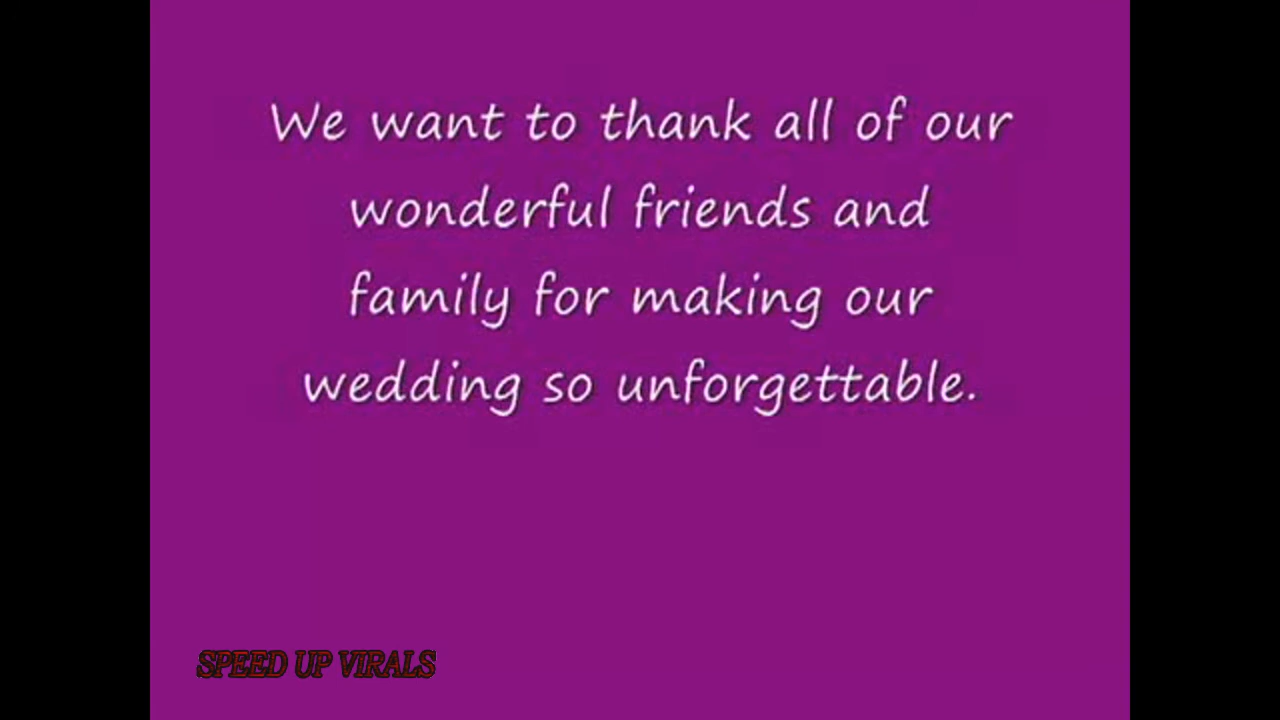 We want to thank all of our
wonderful friends and
family for making our
wedding so unforgettable.
SPEED UP VIRALS